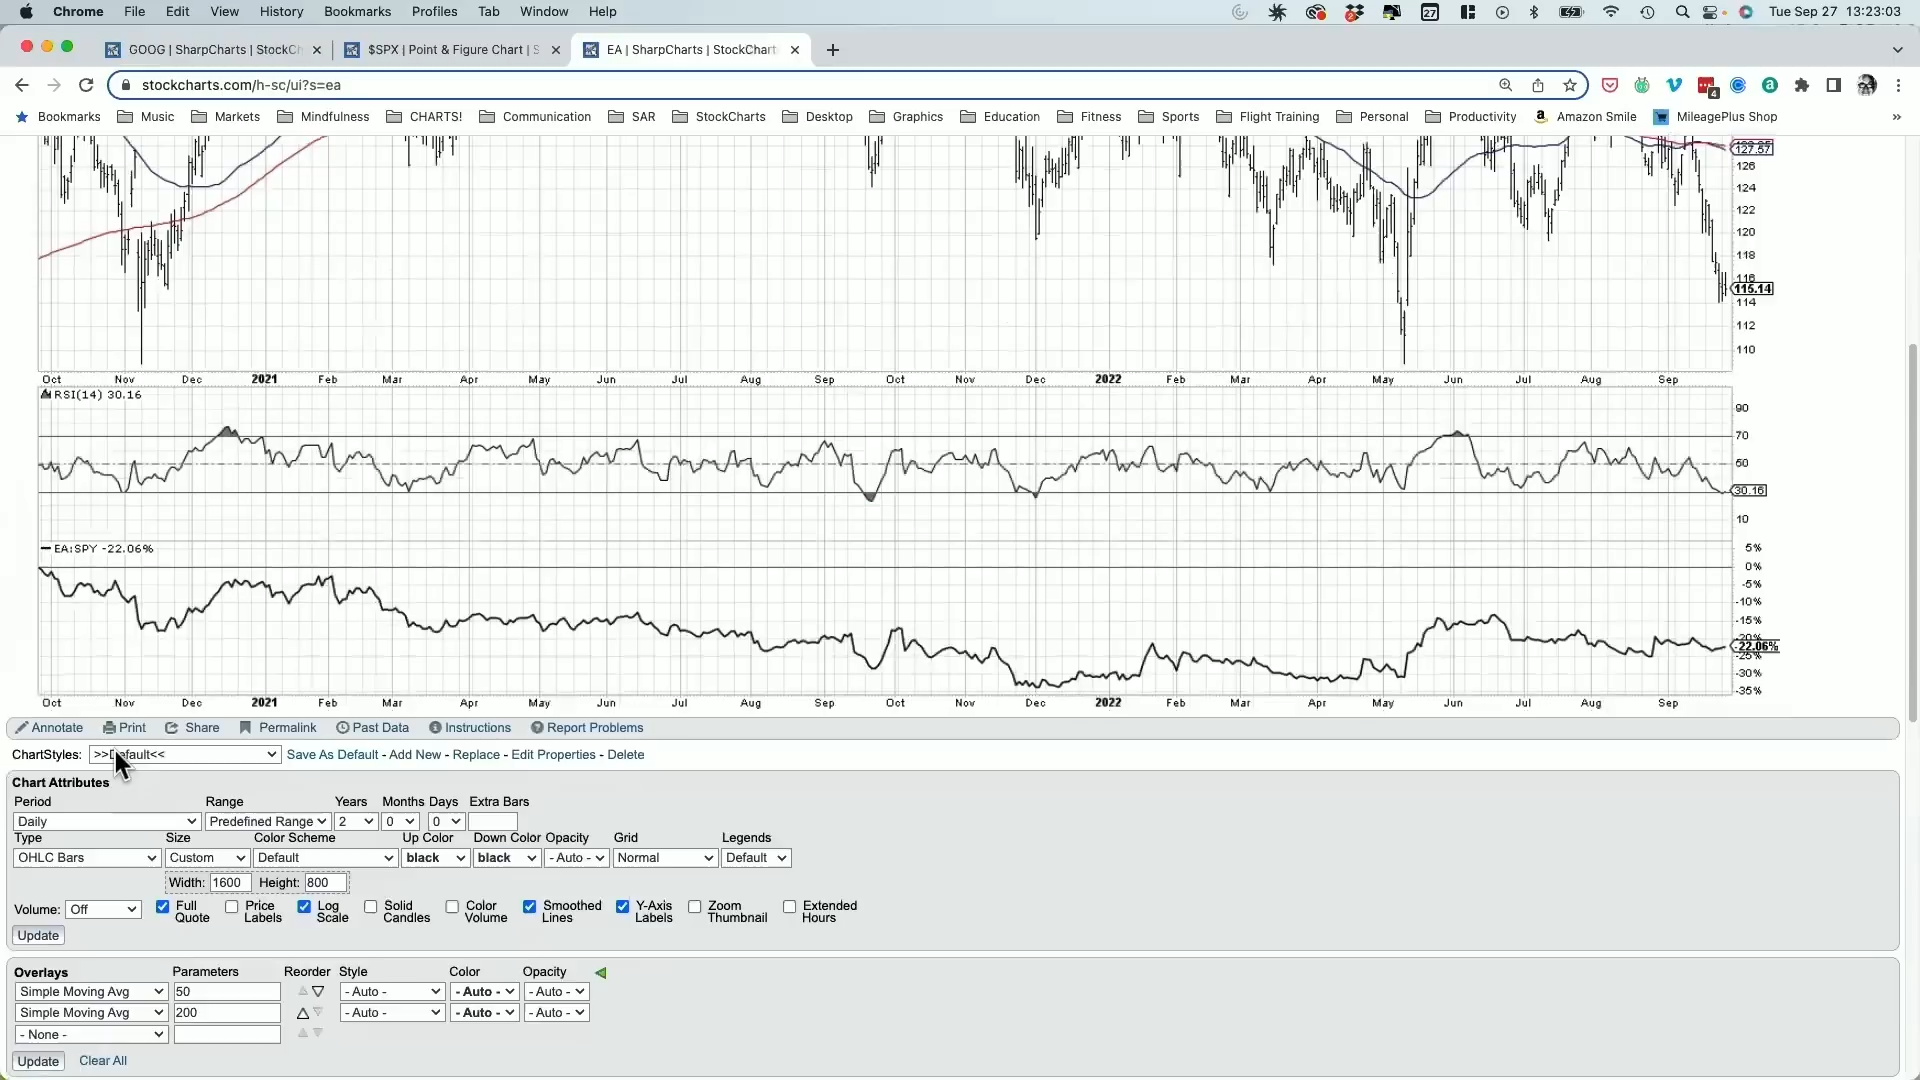 Chrome File Edit View History Bookmarks Profiles Tab Window Help 2 27 Tue Sep 27 13:23:03
GOOG | SharpCharts | StockCh $SPX | Point & Figure Chart | S EA | SharpCharts | StockChart
stockcharts.com/h-sc/ui?s=ea 4
Bookmarks Music Markets Mindfulness CHARTS! Communication SAR StockCharts Desktop Graphics Education Fitness Sports Flight Training Personal Productivity Amazon Smile MileagePlus Shop »
127.57
126
124
122
120
118
116
115.14
114
112
110
Oct Nov Dec 2021 Feb Mar Apr May Jun Jul Aug Sep Oct Nov Dec 2022 Feb Mar Apr May Jun Jul Aug Sep
RSI(14) 30.16
90
70
50
30.16
10
EA:SPY -22.06%
5%
0%
-5%
-10%
-15%
-20%
-22.06%
-25%
-30%
-35%
Oct Nov Dec 2021 Feb Mar Apr May Jun Jul Aug Sep Oct Nov Dec 2022 Feb Mar Apr May Jun Jul Aug Sep
Annotate Print Share Permalink Past Data Instructions Report Problems
ChartStyles: >>Default<< Save As Default - Add New - Replace - Edit Properties - Delete
Chart Attributes
Period Range Years Months Days Extra Bars
Daily Predefined Range 2 0 0
Type Size Color Scheme Up Color Down Color Opacity Grid Legends
OHLC Bars Custom Default black black - Auto - Normal Default
Width: 1600 Height: 800
Volume: Off Full Quote Price Labels Log Scale Solid Candles Color Volume Smoothed Lines Y-Axis Labels Zoom Thumbnail Extended Hours
Update
Overlays Parameters Reorder Style Color Opacity
Simple Moving Avg 50 - Auto - - Auto - - Auto -
Simple Moving Avg 200 - Auto - - Auto - - Auto -
- None -
Update Clear All